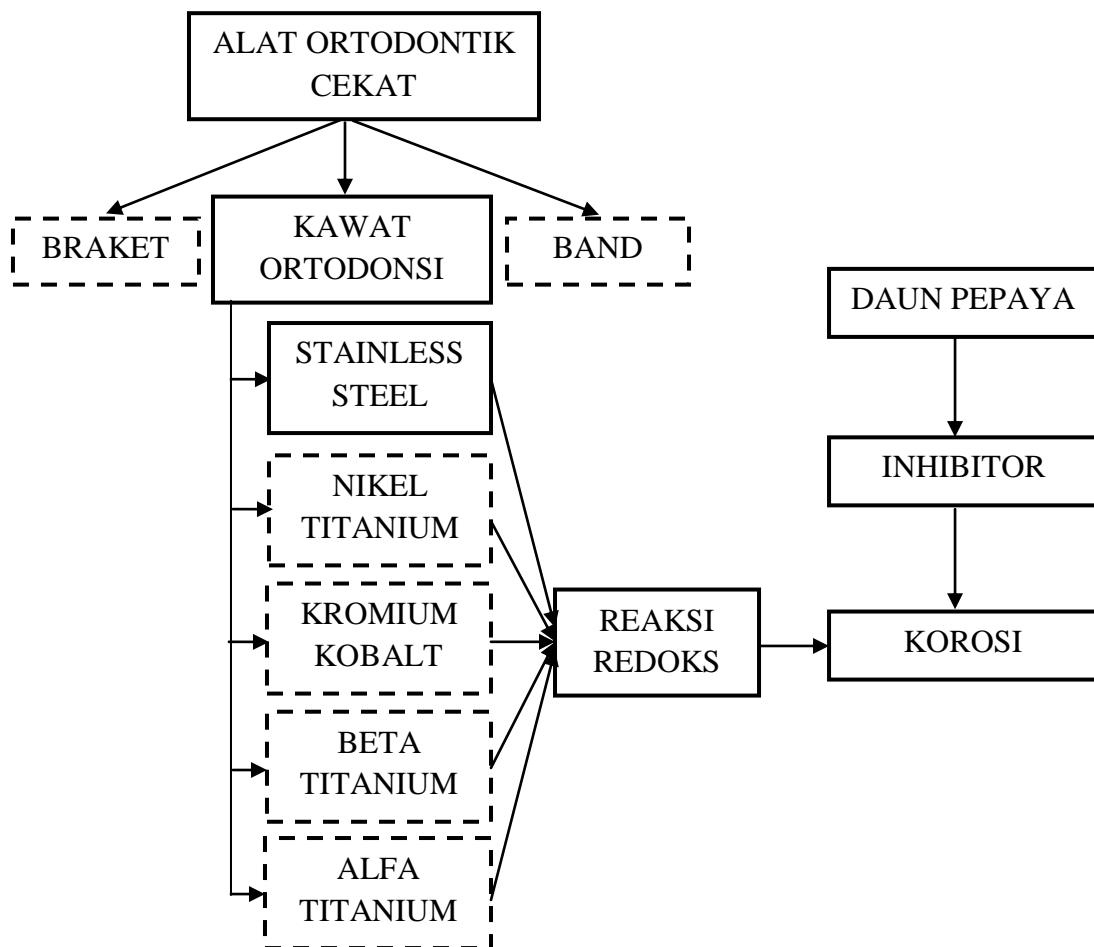 ALAT ORTODONTIK
CEKAT
BRAKET
KAWAT
ORTODONSI
BAND
DAUN PEPAYA
STAINLESS
STEEL
INHIBITOR
NIKEL
TITANIUM
KROMIUM
KOBALT
REAKSI
REDOKS
KOROSI
BETA
TITANIUM
ALFA
TITANIUM